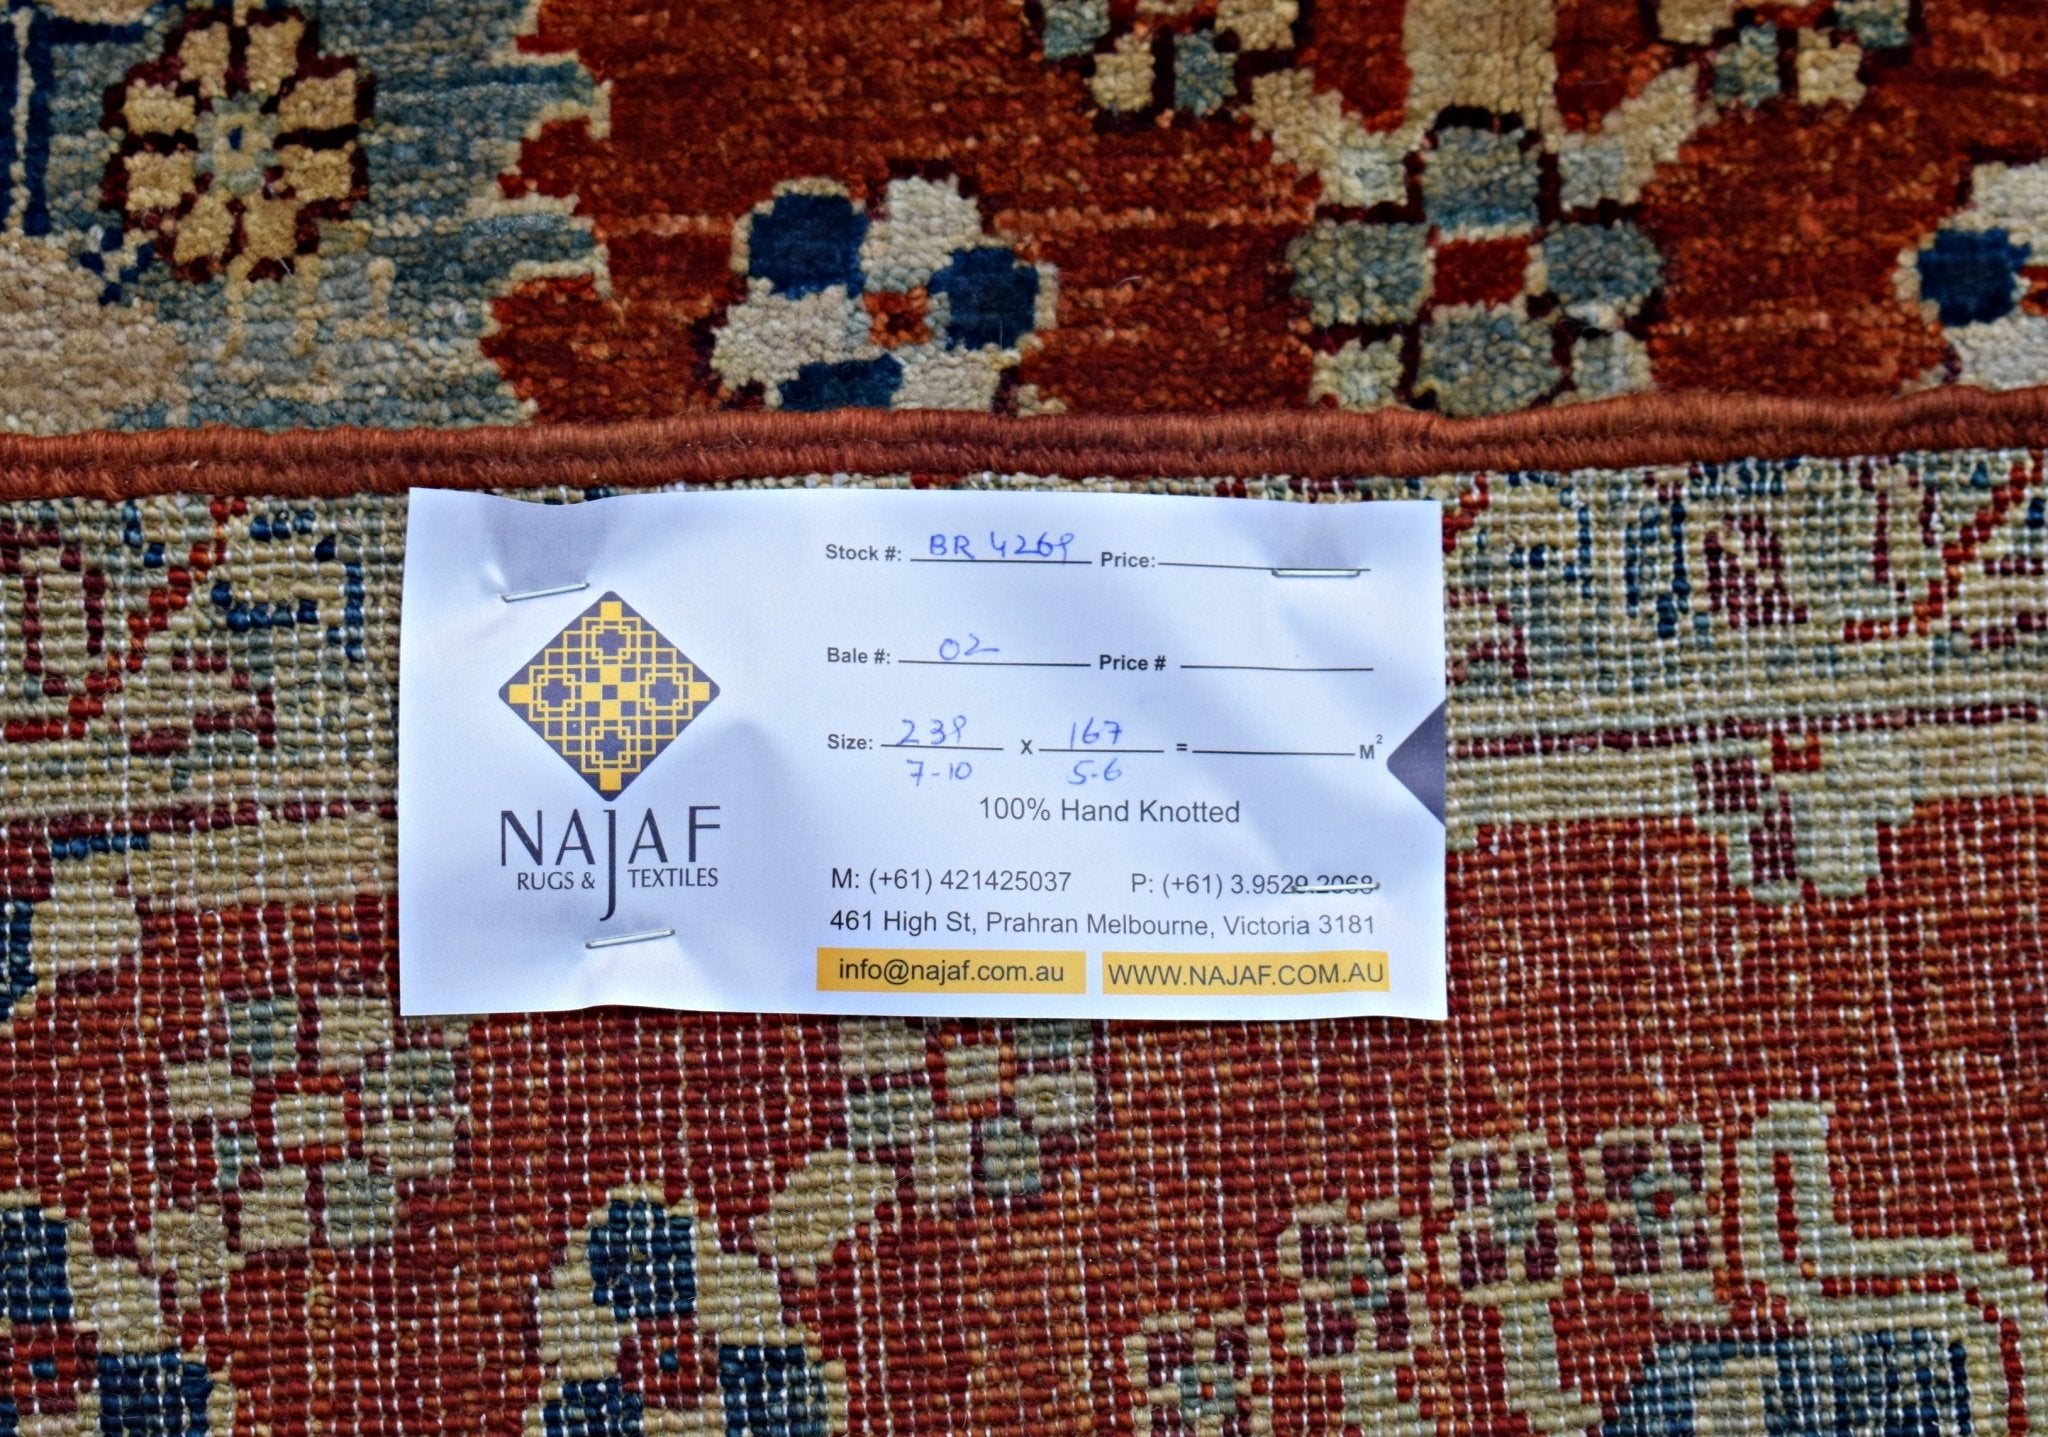 Stock #: BR 4269 Price:
Bale #: 02 Price #
Size: 239 x 167 = M²
7-10 5-6
100% Hand Knotted
NAJAF
RUGS & TEXTILES
M: (+61) 421425037 P: (+61) 3.9529.2068
461 High St, Prahran Melbourne, Victoria 3181
info@najaf.com.au WWW.NAJAF.COM.AU